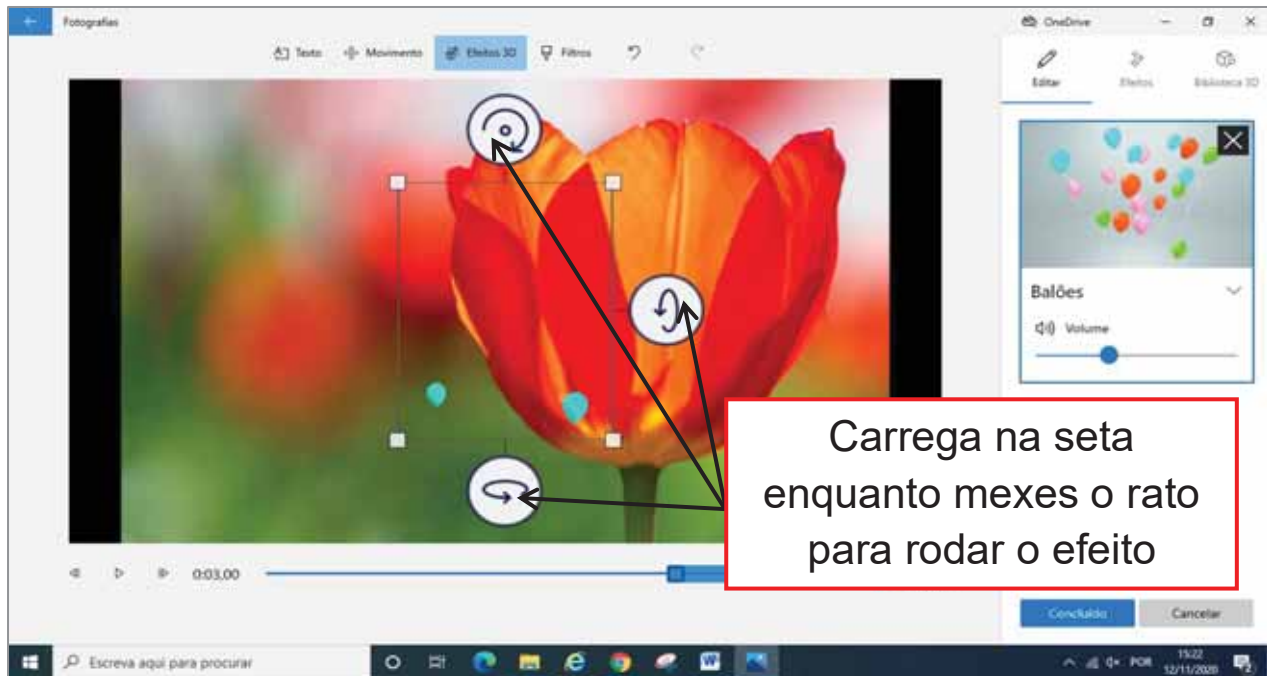 Fotografias
OneDrive
Texto Movimento Efeitos 3D Filtros
Editar Efeitos Biblioteca 3D
Balões
Volume
Carrega na seta
enquanto mexes o rato
para rodar o efeito
0:03,00
Concluído Cancelar
Escreva aqui para procurar
POR 15:22
12/11/2020